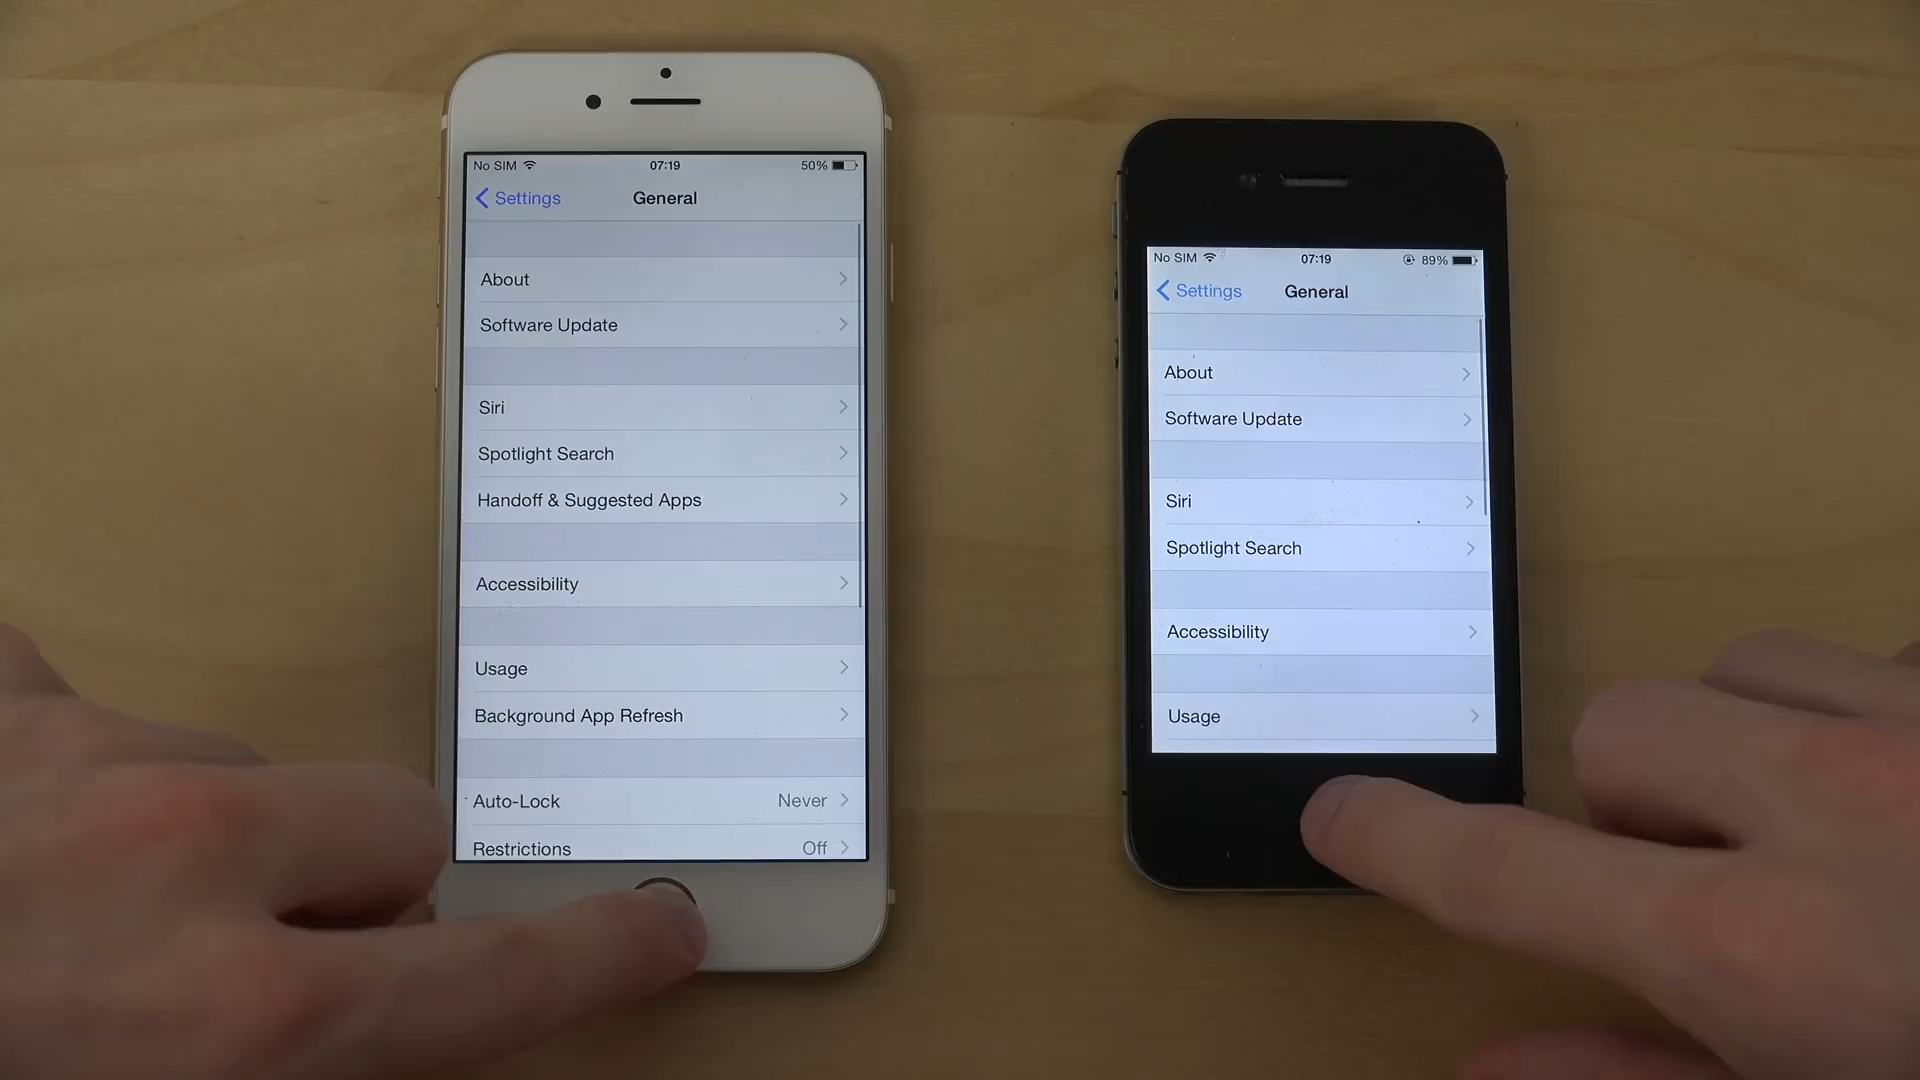 No SIM 07:19 50%
Settings General
About
Software Update
Siri
Spotlight Search
Handoff & Suggested Apps
Accessibility
Usage
Background App Refresh
Auto-Lock Never
Restrictions Off
No SIM 07:19 89%
Settings General
About
Software Update
Siri
Spotlight Search
Accessibility
Usage